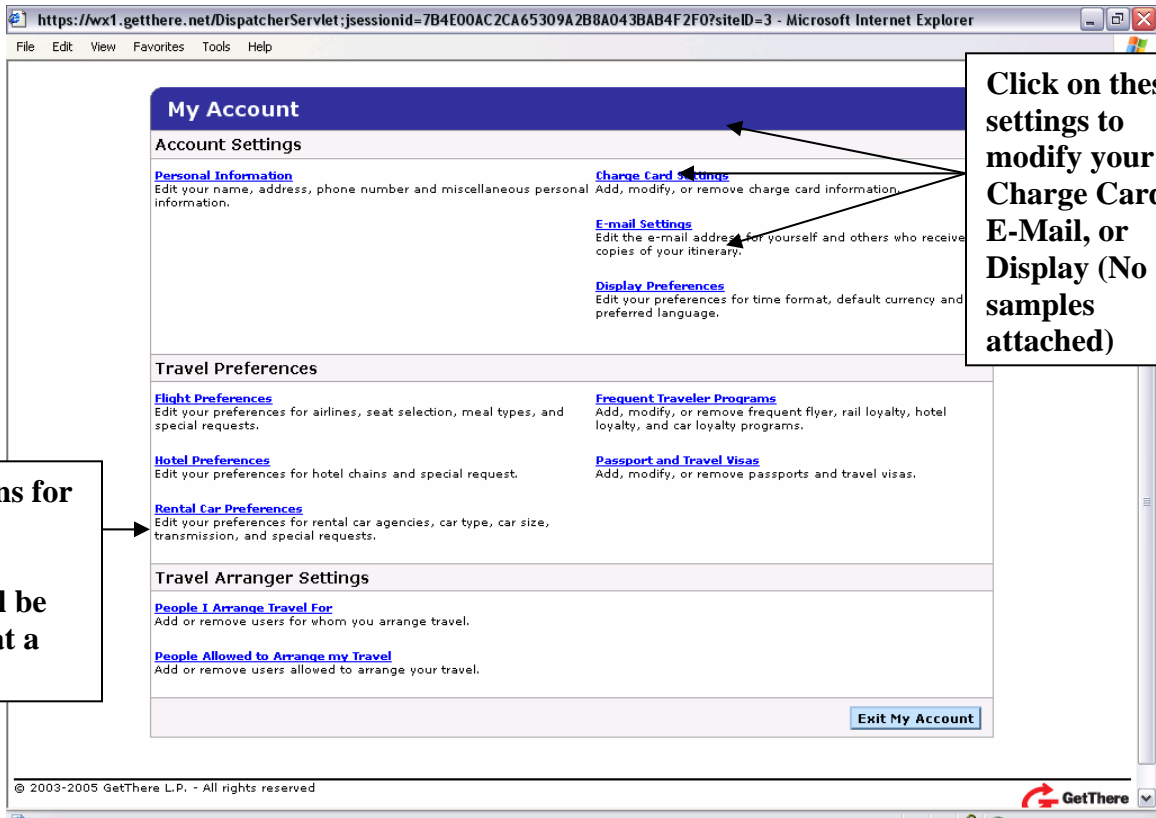 https://wx1.getthere.net/DispatcherServlet;jsessionid=7B4E00AC2CA65309A2B8A043BAB4F2F0?siteID=3 - Microsoft Internet Explorer
File Edit View Favorites Tools Help
My Account
Account Settings
Personal Information
Edit your name, address, phone number and miscellaneous personal
information.
Charge Card Settings
Add, modify, or remove charge card information.
E-mail Settings
Edit the e-mail address for yourself and others who receive
copies of your itinerary.
Display Preferences
Edit your preferences for time format, default currency and
preferred language.
Click on thes
settings to
modify your
Charge Card
E-Mail, or
Display (No
samples
attached)
Travel Preferences
Flight Preferences
Edit your preferences for airlines, seat selection, meal types, and
special requests.
Hotel Preferences
Edit your preferences for hotel chains and special request.
Rental Car Preferences
Edit your preferences for rental car agencies, car type, car size,
transmission, and special requests.
Frequent Traveler Programs
Add, modify, or remove frequent flyer, rail loyalty, hotel
loyalty, and car loyalty programs.
Passport and Travel Visas
Add, modify, or remove passports and travel visas.
ns for
l be
at a
Travel Arranger Settings
People I Arrange Travel For
Add or remove users for whom you arrange travel.
People Allowed to Arrange my Travel
Add or remove users allowed to arrange your travel.
Exit My Account
© 2003-2005 GetThere L.P. - All rights reserved
GetThere